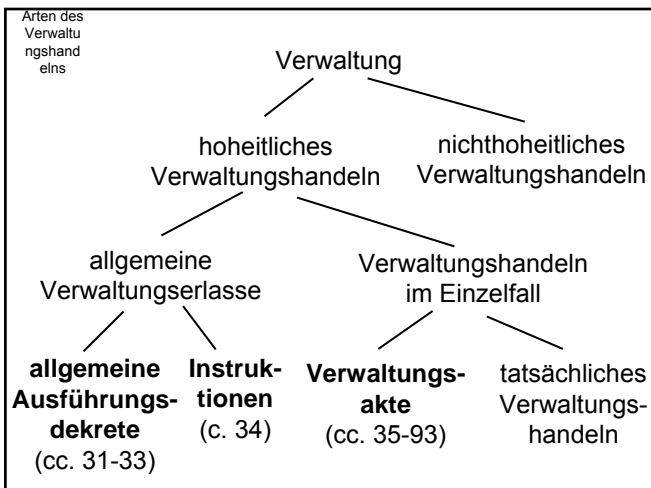 Arten des
Verwaltu
ngshand
elns
Verwaltung
hoheitliches
Verwaltungshandeln
nichthoheitliches
Verwaltungshandeln
allgemeine
Verwaltungserlasse
Verwaltungshandeln
im Einzelfall
allgemeine
Ausführungs-
dekrete
(cc. 31-33)
Instruk-
tionen
(c. 34)
Verwaltungs-
akte
(cc. 35-93)
tatsächliches
Verwaltungs-
handeln